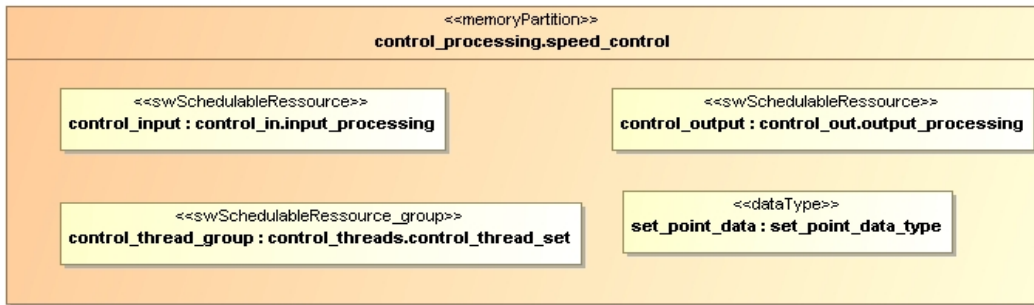 <<memoryPartition>>
control_processing.speed_control
<<swSchedulableRessource>>
control_input : control_in.input_processing
<<swSchedulableRessource>>
control_output : control_out.output_processing
<<swSchedulableRessource_group>>
control_thread_group : control_threads.control_thread_set
<<dataType>>
set_point_data : set_point_data_type